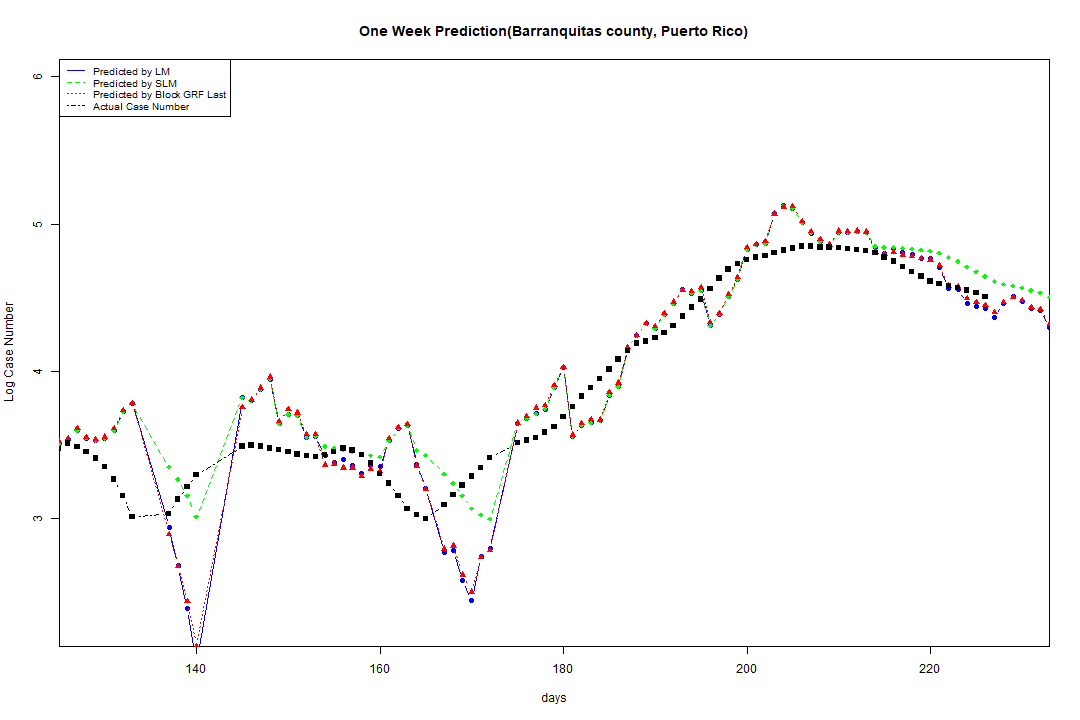 One Week Prediction(Barranquitas county, Puerto Rico)
Predicted by LM
Predicted by SLM
Predicted by Block GRF Last
Actual Case Number
Log Case Number
6
5
4
3
140 160 180 200 220
days